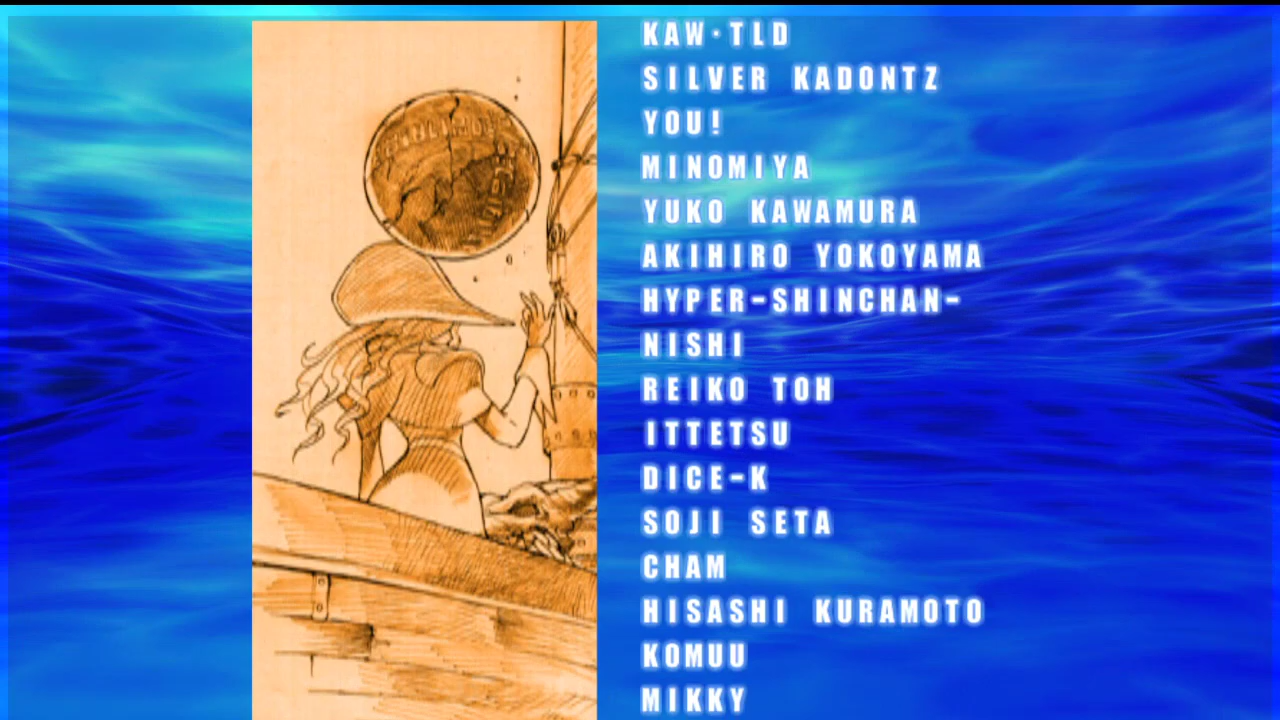 KAW·TLD
SILVER KADONTZ
YOU!
MINOMIYA
YUKO KAWAMURA
AKIHIRO YOKOYAMA
HYPER-SHINCHAN-
NISHI
REIKO TOH
ITTETSU
DICE-K
SOJI SETA
CHAM
HISASHI KURAMOTO
KOMUU
MIKKY